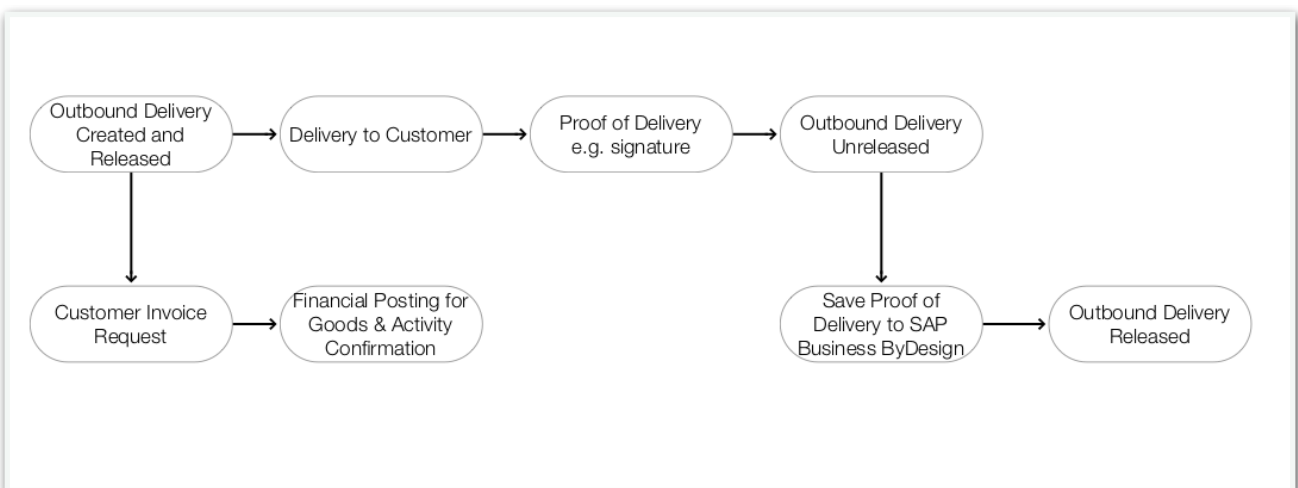 Outbound Delivery
Created and
Released
Delivery to Customer
Proof of Delivery
e.g. signature
Outbound Delivery
Unreleased
Customer Invoice
Request
Financial Posting for
Goods & Activity
Confirmation
Save Proof of
Delivery to SAP
Business ByDesign
Outbound Delivery
Released